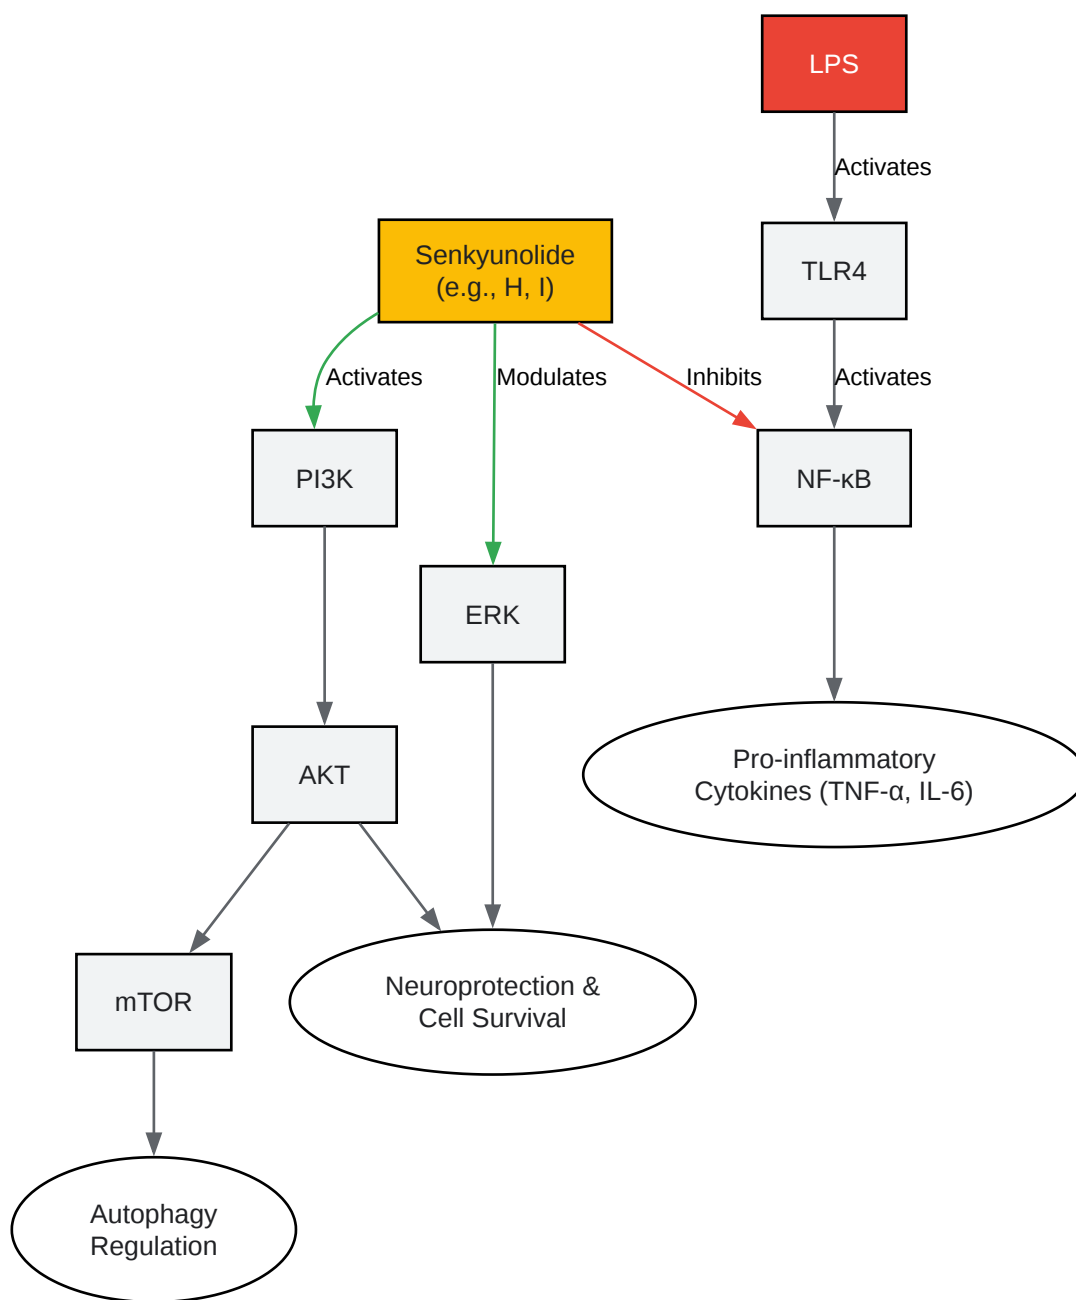 LPS
Activates
Senkyunolide
(e.g., H, I)
TLR4
Activates
Modulates
Inhibits
Activates
PI3K
NF-κB
ERK
AKT
Pro-inflammatory
Cytokines (TNF-α, IL-6)
mTOR
Neuroprotection &
Cell Survival
Autophagy
Regulation